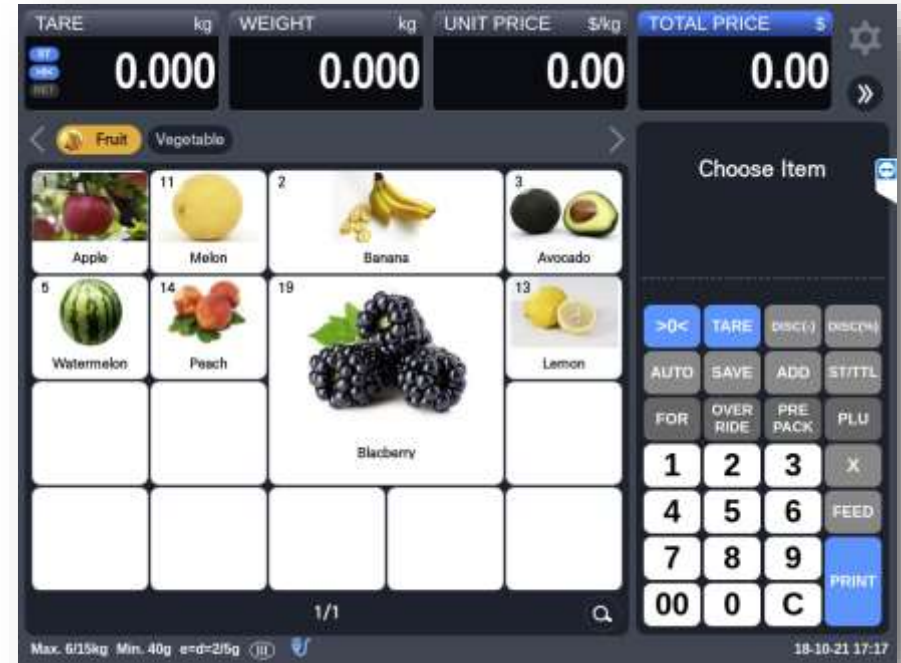 TARE kg WEIGHT kg UNIT PRICE $/kg TOTAL PRICE $
ST
>0<
NET
0.000 0.000 0.00 0.00
Fruit Vegetable
Choose Item
1 11 2 3
Apple Melon Banana Avocado
5 14 19 13
Watermelon Peach Lemon
Blacberry
>0< TARE DISC(-) DISC(%)
AUTO SAVE ADD ST/TTL
FOR OVER RIDE PRE PACK PLU
1 2 3 X
4 5 6 FEED
7 8 9 PRINT
00 0 C
1/1
Max. 6/15kg Min. 40g e=d=2/5g III
18-10-21 17:17